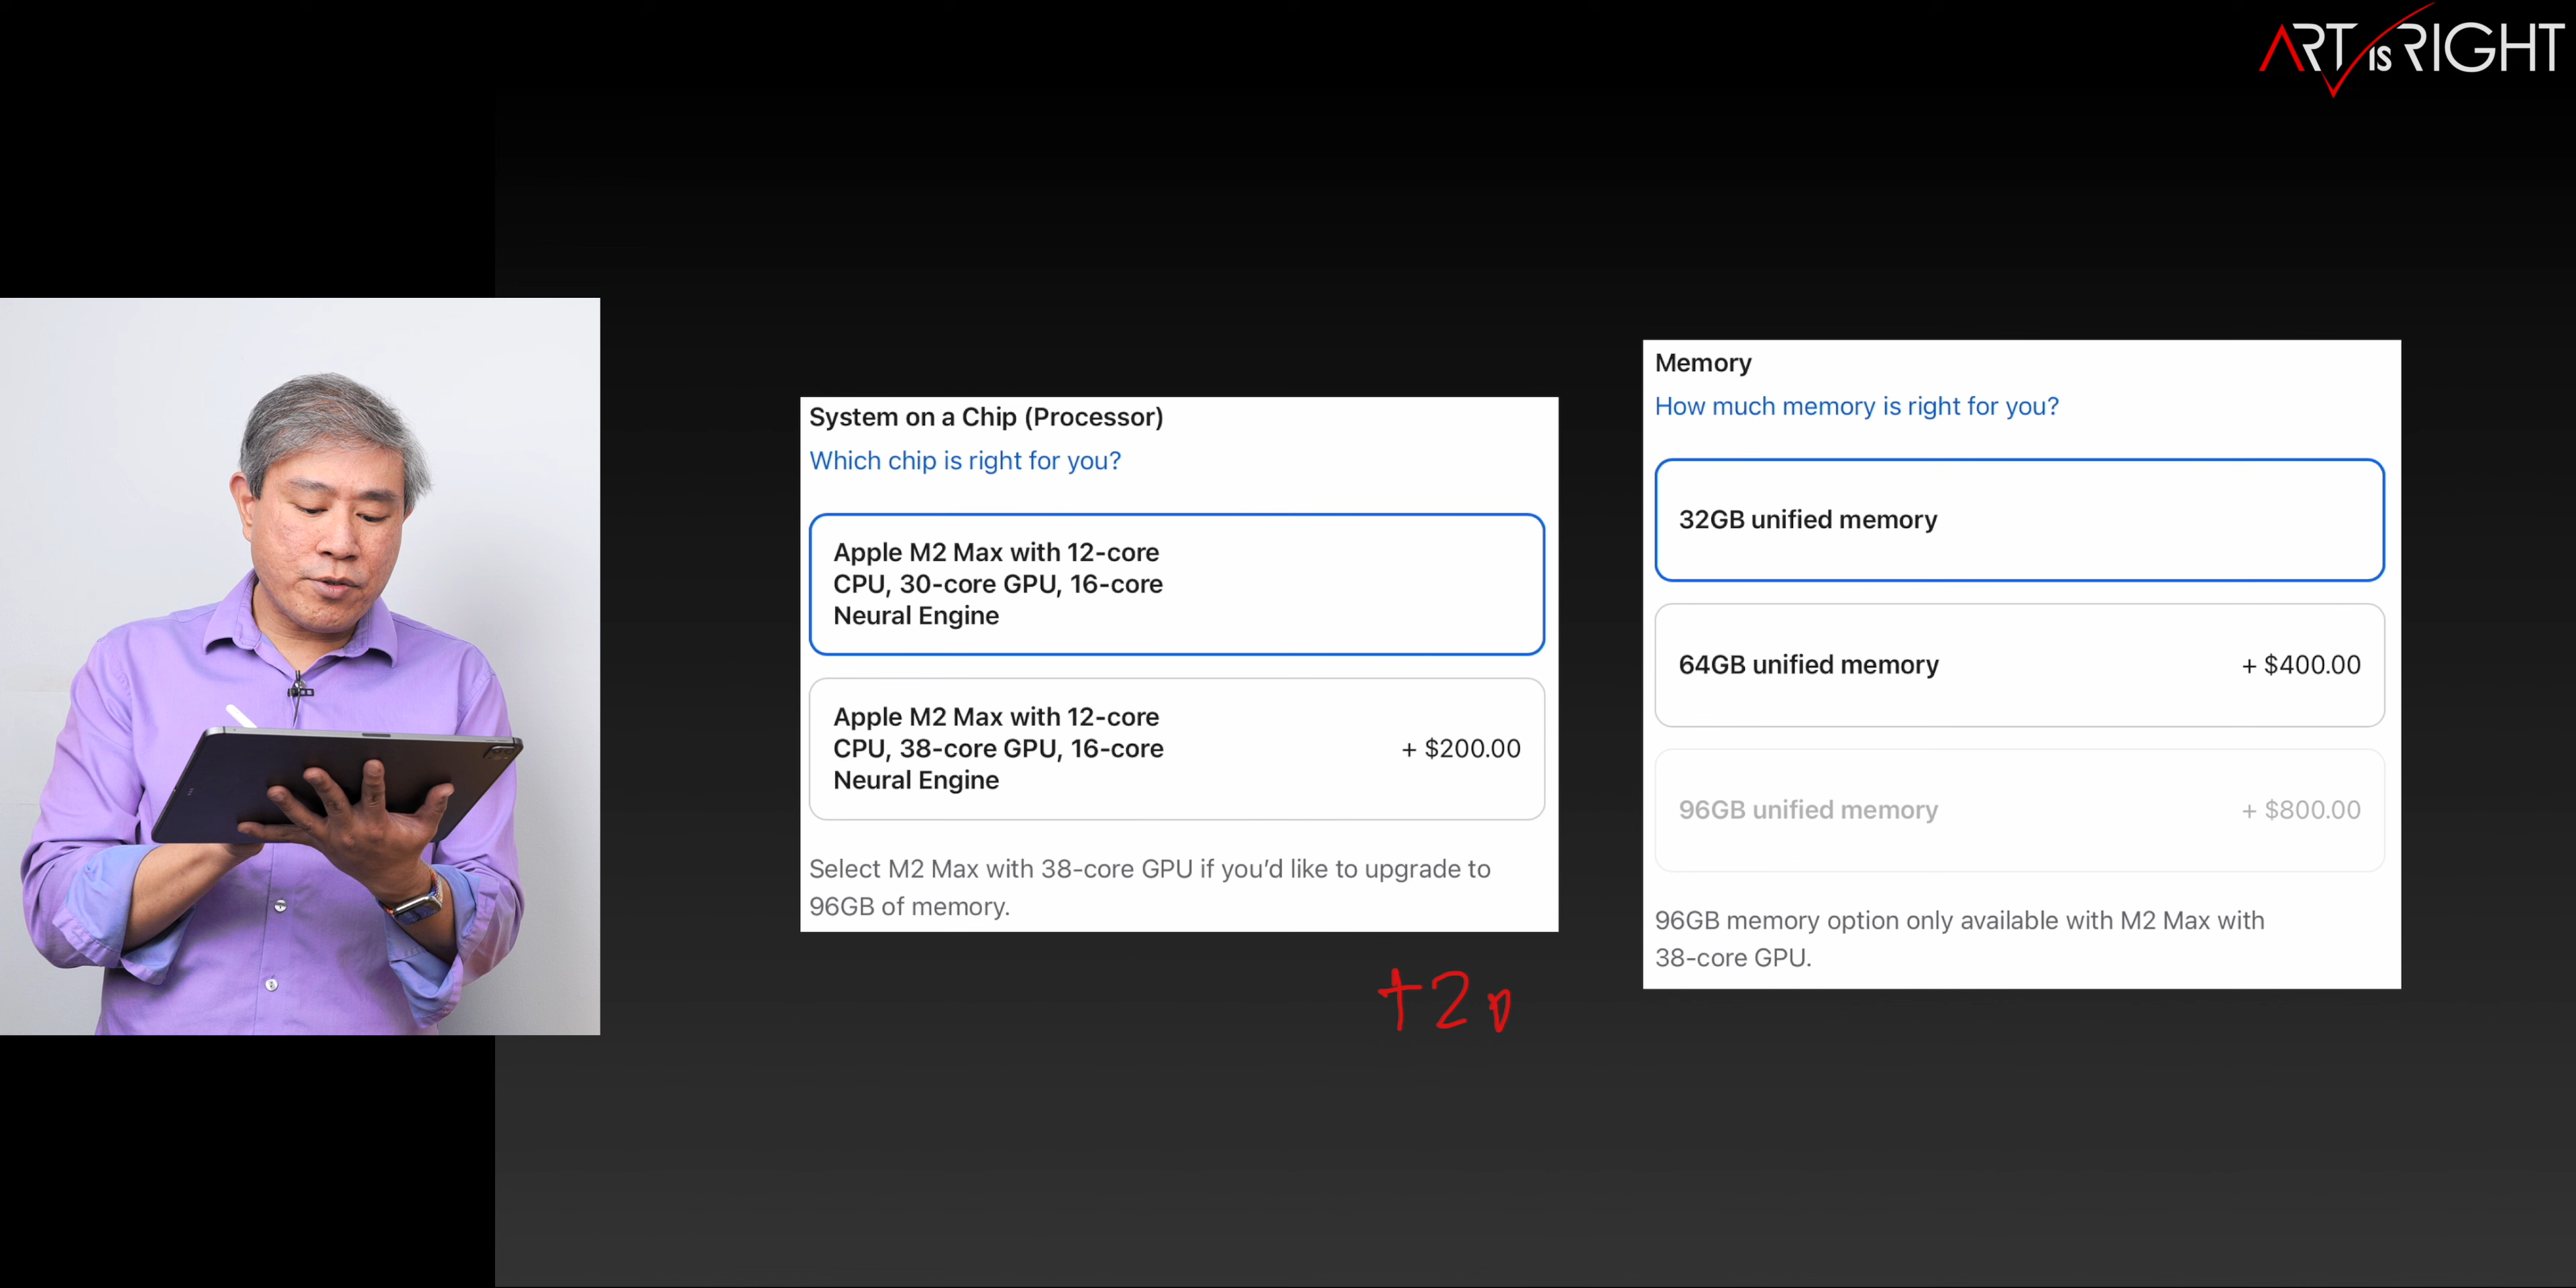 ART IS RIGHT
System on a Chip (Processor)
Which chip is right for you?
Apple M2 Max with 12-core
CPU, 30-core GPU, 16-core
Neural Engine
Apple M2 Max with 12-core
CPU, 38-core GPU, 16-core
Neural Engine
+ $200.00
Select M2 Max with 38-core GPU if you'd like to upgrade to
96GB of memory.
+20
Memory
How much memory is right for you?
32GB unified memory
64GB unified memory + $400.00
96GB unified memory + $800.00
96GB memory option only available with M2 Max with
38-core GPU.